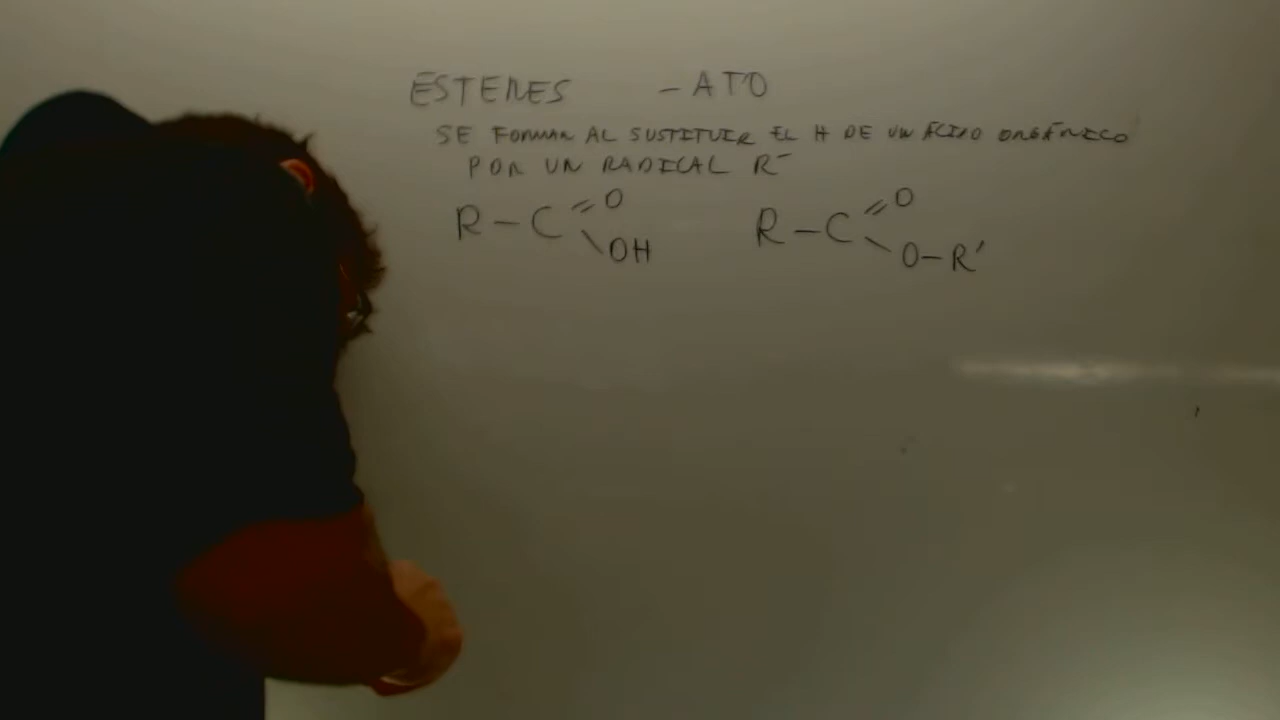 ESTERES -ATO
SE FORMAN AL SUSTITUIR EL H DE UN ÁCIDO ORGÁNICO
POR UN RADICAL R-
R-C=O\OH R-C=O\O-R'